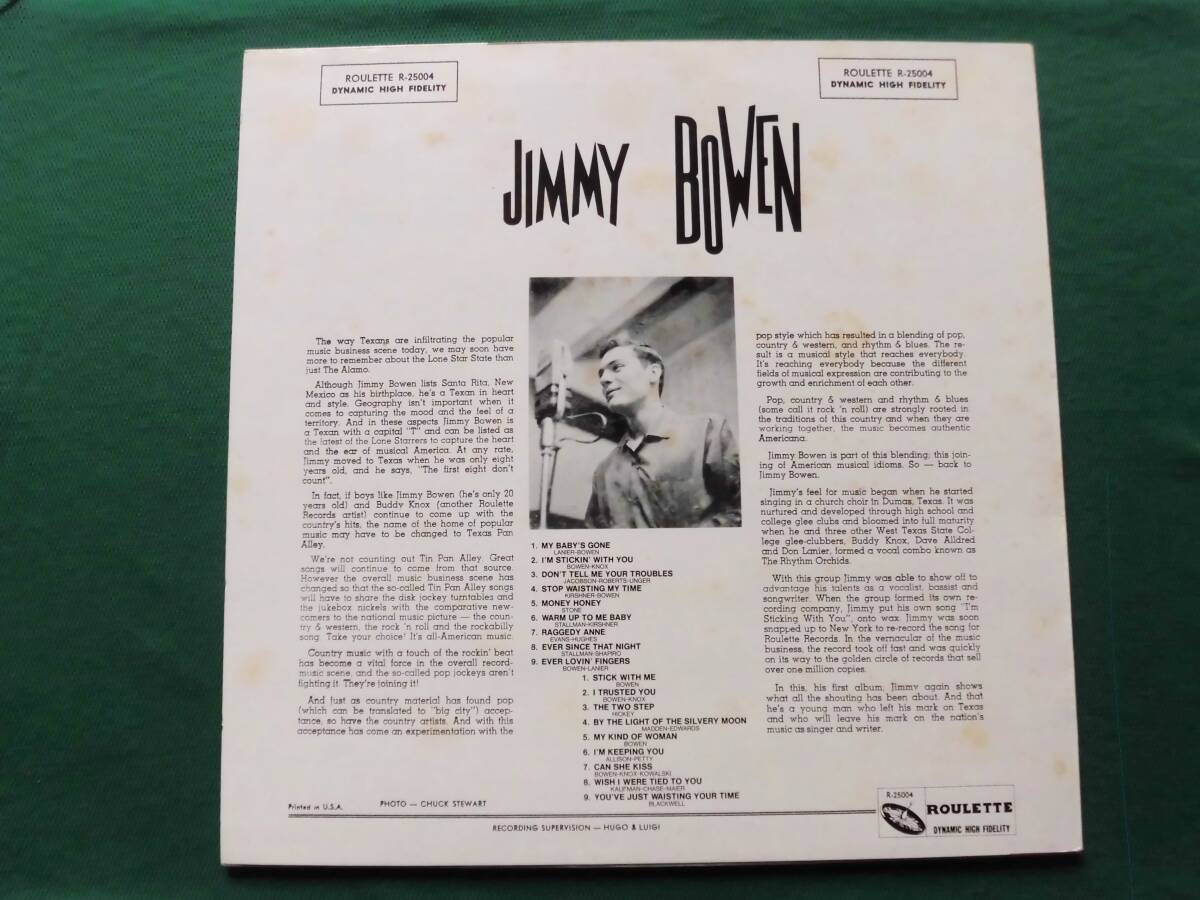 ROULETTE R-25004
DYNAMIC HIGH FIDELITY
ROULETTE R-25004
DYNAMIC HIGH FIDELITY
JIMMY BOWEN
The way Texans are infiltrating the popular
music business scene today, we may soon have
more to remember about the Lone Star State than
just The Alamo.
Although Jimmy Bowen lists Santa Rita, New
Mexico as his birthplace, he's a Texan in heart
and style. Geography isn't important when it
comes to capturing the mood and the feel of a
territory. And in these aspects Jimmy Bowen is
a Texan with a capital "T" and can be listed as
the latest of the Lone Starrers to capture the heart
and the ear of musical America. At any rate,
Jimmy moved to Texas when he was only eight
years old, and he says, "The first eight don't
count".
In fact, if boys like Jimmy Bowen (he's only 20
years old) and Buddy Knox (another Roulette
Records artist) continue to come up with the
country's hits, the name of the home of popular
music may have to be changed to Texas Pan
Alley.
We're not counting out Tin Pan Alley. Great
songs will continue to come from that source.
However the overall music business scene has
changed so that the so-called Tin Pan Alley songs
will have to share the disk jockey turntables and
the jukebox nickels with the comparative new-
comers to the national music picture — the coun-
try & western, the rock 'n roll and the rockabilly
song. Take your choice! It's all-American music.
Country music with a touch of the rockin' beat
has become a vital force in the overall record-
music scene, and the so-called pop jockeys aren't
fighting it. They're joining it!
And just as country material has found pop
(which can be translated to "big city") accep-
tance, so have the country artists. And with this
acceptance has come an experimentation with the
1. MY BABY'S GONE
LANIER-BOWEN
2. I'M STICKIN' WITH YOU
BOWEN-KNOX
3. DON'T TELL ME YOUR TROUBLES
JACOBSON-ROBERTS-UNGER
4. STOP WAISTING MY TIME
KIRSHNER-BOWEN
5. MONEY HONEY
STONE
6. WARM UP TO ME BABY
STALLMAN-KIRSHNER
7. RAGGEDY ANNE
EVANS-HUGHES
8. EVER SINCE THAT NIGHT
STALLMAN-SHAPIRO
9. EVER LOVIN' FINGERS
BOWEN-LANIER
1. STICK WITH ME
BOWEN
2. I TRUSTED YOU
BOWEN-KNOX
3. THE TWO STEP
HICKEY
4. BY THE LIGHT OF THE SILVERY MOON
MADDEN-EDWARDS
5. MY KIND OF WOMAN
BOWEN
6. I'M KEEPING YOU
ALLISON-PETTY
7. CAN SHE KISS
BOWEN-KNOX-KOWALSKI
8. WISH I WERE TIED TO YOU
KAUFMAN-CHASE-MAIER
9. YOU'VE JUST WAISTING YOUR TIME
BLACKWELL
pop style which has resulted in a blending of pop,
country & western, and rhythm & blues. The re-
sult is a musical style that reaches everybody.
It's reaching everybody because the different
fields of musical expression are contributing to the
growth and enrichment of each other.
Pop, country & western and rhythm & blues
(some call it rock 'n roll) are strongly rooted in
the traditions of this country and when they are
working together, the music becomes authentic
Americana.
Jimmy Bowen is part of this blending; this join-
ing of American musical idioms. So — back to
Jimmy Bowen.
Jimmy's feel for music began when he started
singing in a church choir in Dumas, Texas. It was
nurtured and developed through high school and
college glee clubs and bloomed into full maturity
when he and three other West Texas State Col-
lege glee-clubbers, Buddy Knox, Dave Alldred
and Don Lanier, formed a vocal combo known as
The Rhythm Orchids.
With this group Jimmy was able to show off to
advantage his talents as a vocalist, bassist and
songwriter. When the group formed its own re-
cording company, Jimmy put his own song "I'm
Sticking With You", onto wax. Jimmy was soon
snapped up to New York to re-record the song for
Roulette Records. In the vernacular of the music
business, the record took off fast and was quickly
on its way to the golden circle of records that sell
over one million copies.
In this, his first album, Jimmy again shows
what all the shouting has been about. And that
he's a young man who left his mark on Texas
and who will leave his mark on the nation's
music as singer and writer.
Printed in U.S.A.
PHOTO — CHUCK STEWART
RECORDING SUPERVISION — HUGO & LUIGI
R-25004
ROULETTE
DYNAMIC HIGH FIDELITY